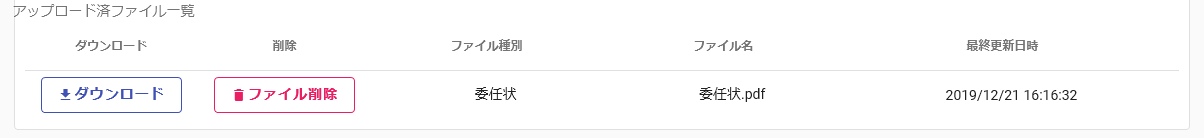 アップロード済ファイル一覧
ダウンロード 削除 ファイル種別 ファイル名 最終更新日時
ダウンロード ファイル削除 委任状 委任状.pdf 2019/12/21 16:16:32